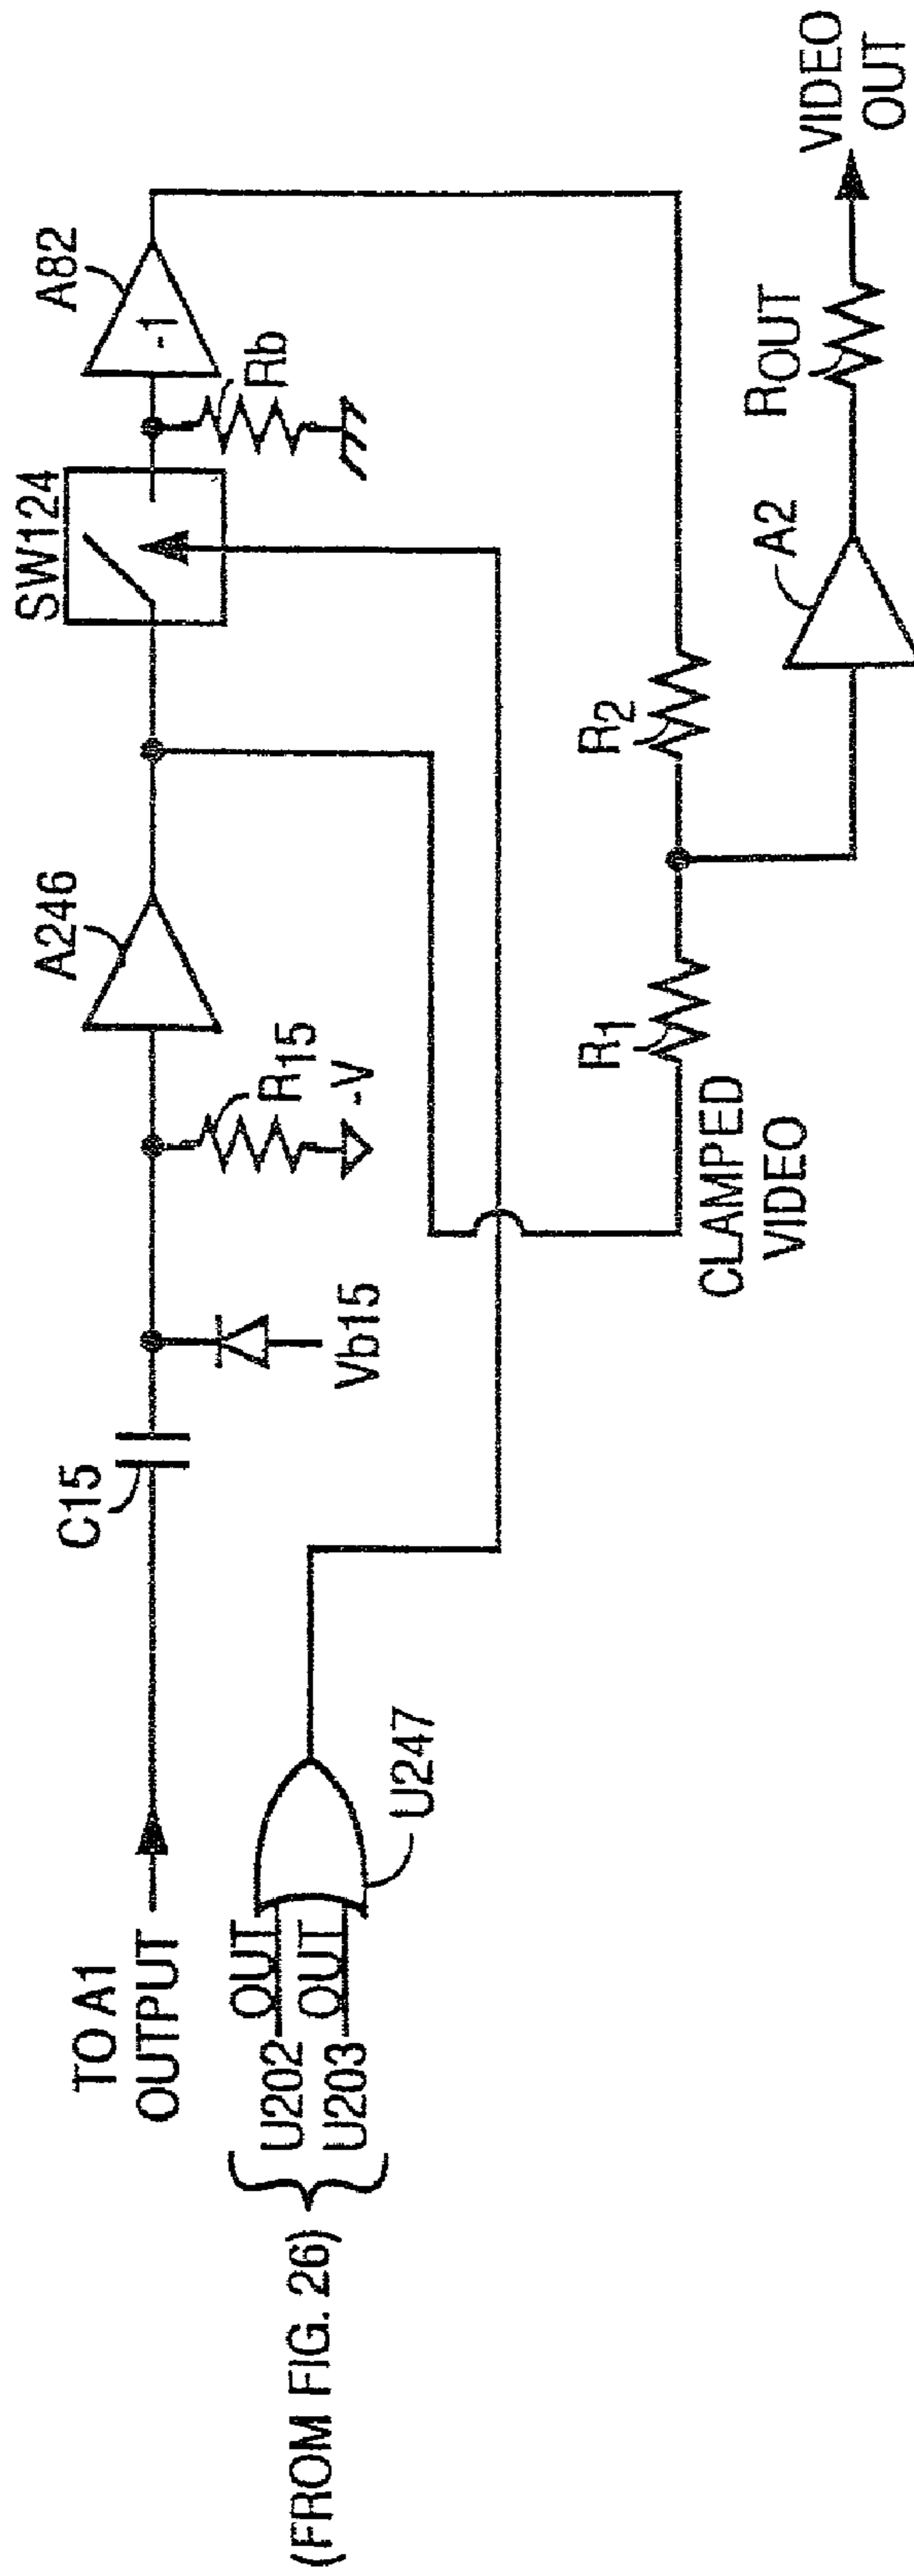 TO A1
OUTPUT
C15
Vb15
R15
-V
A246
SW124
Rb
A82
-1
(FROM FIG. 26)
U202 OUT
U203 OUT
U247
CLAMPED
VIDEO
R1
R2
A2
ROUT
VIDEO
OUT